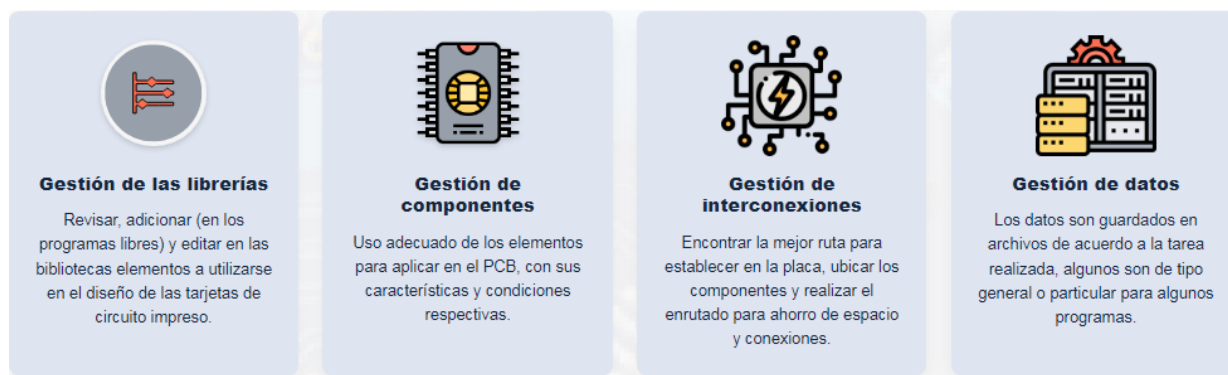 Gestión de las librerías
Revisar, adicionar (en los
programas libres) y editar en las
bibliotecas elementos a utilizarse
en el diseño de las tarjetas de
circuito impreso.
Gestión de
componentes
Uso adecuado de los elementos
para aplicar en el PCB, con sus
características y condiciones
respectivas.
Gestión de
interconexiones
Encontrar la mejor ruta para
establecer en la placa, ubicar los
componentes y realizar el
enrutado para ahorro de espacio
y conexiones.
Gestión de datos
Los datos son guardados en
archivos de acuerdo a la tarea
realizada, algunos son de tipo
general o particular para algunos
programas.